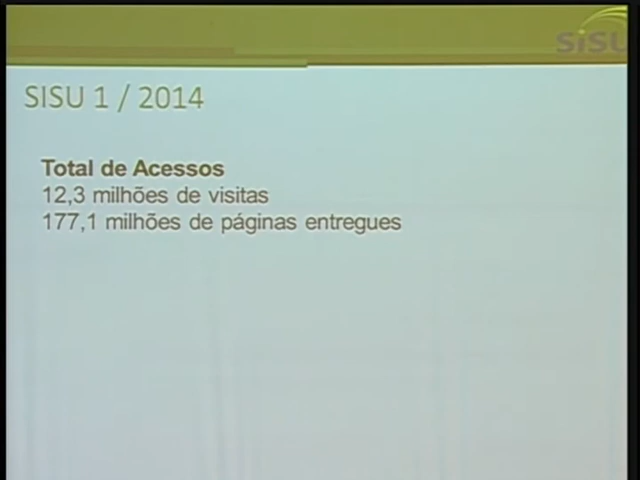 SiSU
SISU 1 / 2014
Total de Acessos
12,3 milhões de visitas
177,1 milhões de páginas entregues